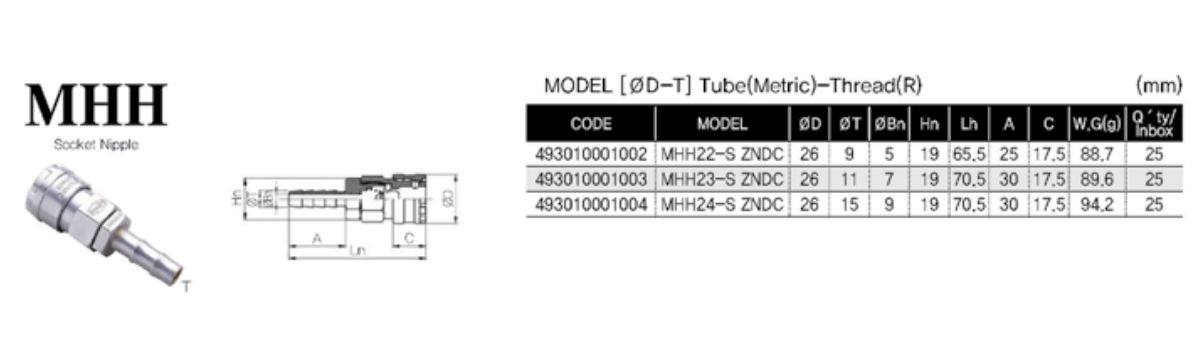 MHH
Socket Nipple
T
Hn
ØT
ØBn
ØD
A
C
Lh
MODEL [ØD-T] Tube(Metric)-Thread(R) (mm)
CODE MODEL ØD ØT ØBn Hn Lh A C W.G(g) Q´ty/Inbox
493010001002 MHH22-S ZNDC 26 9 5 19 65.5 25 17.5 88.7 25
493010001003 MHH23-S ZNDC 26 11 7 19 70.5 30 17.5 89.6 25
493010001004 MHH24-S ZNDC 26 15 9 19 70.5 30 17.5 94.2 25